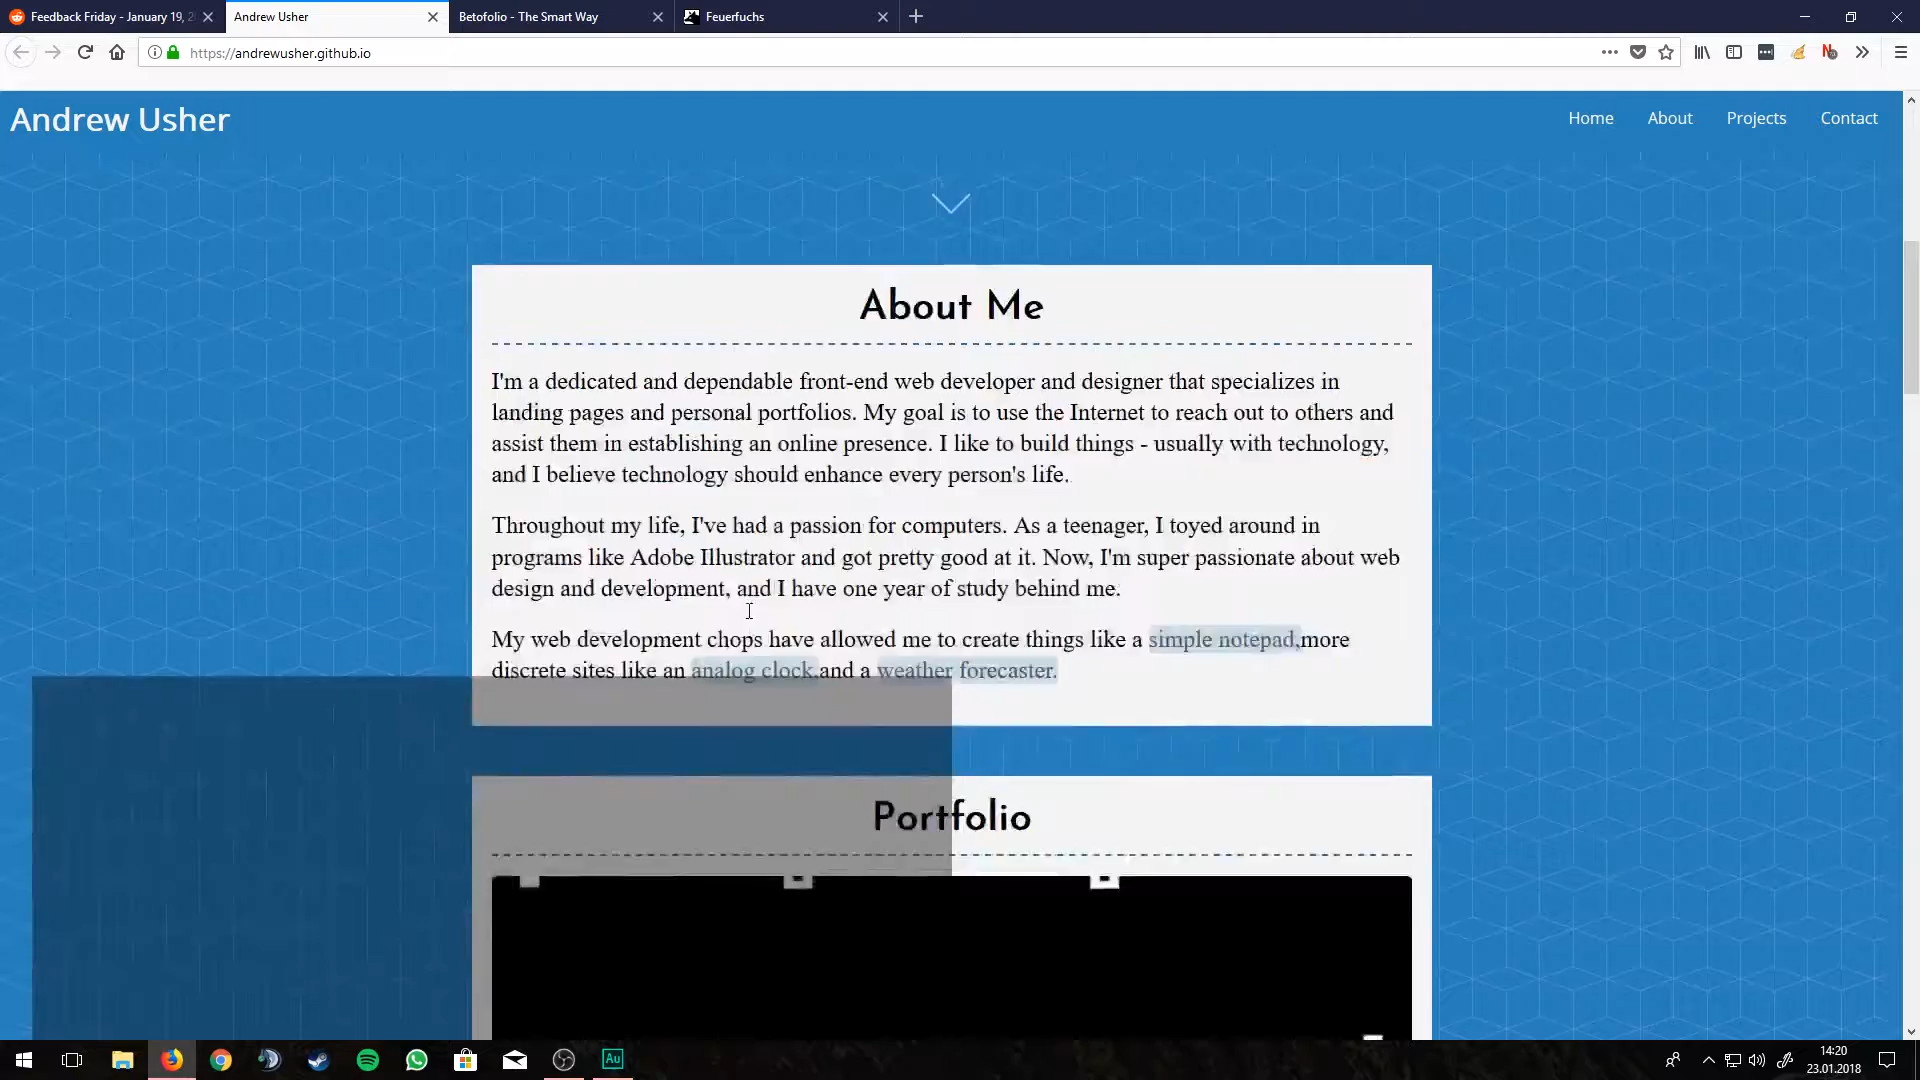 Feedback Friday - January 19, 2
Andrew Usher
Betofolio - The Smart Way
Feuerfuchs
https://andrewusher.github.io
Andrew Usher
Home
About
Projects
Contact
About Me
I'm a dedicated and dependable front-end web developer and designer that specializes in
landing pages and personal portfolios. My goal is to use the Internet to reach out to others and
assist them in establishing an online presence. I like to build things - usually with technology,
and I believe technology should enhance every person's life.
Throughout my life, I've had a passion for computers. As a teenager, I toyed around in
programs like Adobe Illustrator and got pretty good at it. Now, I'm super passionate about web
design and development, and I have one year of study behind me.
My web development chops have allowed me to create things like a simple notepad,more
discrete sites like an analog clock,and a weather forecaster.
Portfolio
Au
14:20
23.01.2018